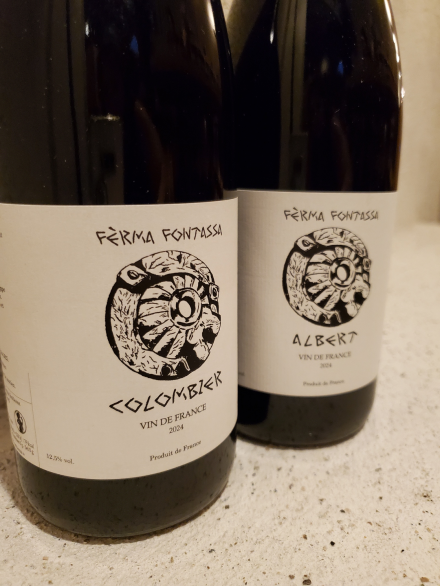 FÈRMA FONTASSA
COLOMBIER
VIN DE FRANCE
2024
12.5% vol.
Produit de France
FÈRMA FONTASSA
ALBERT
VIN DE FRANCE
2024
Produit de France